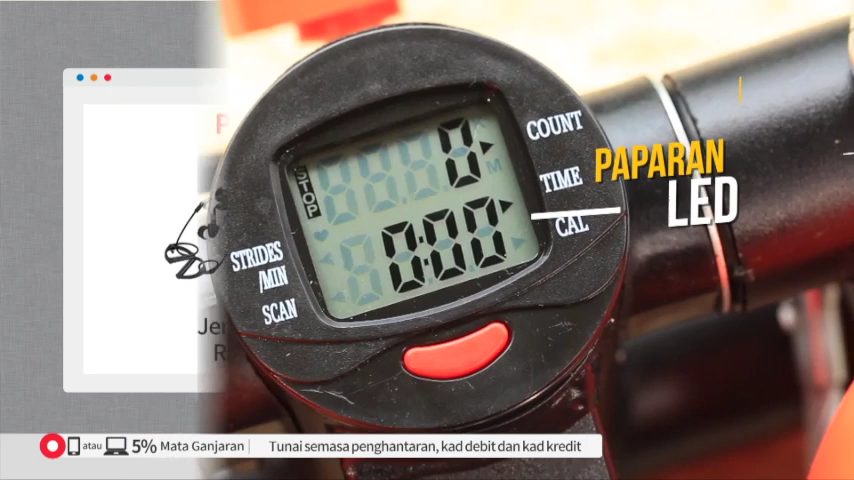 STOP
0
M
0:00
COUNT
TIME
CAL
STRIDES
/MIN
SCAN
PAPARAN
LED
Je
R
atau 5% Mata Ganjaran | Tunai semasa penghantaran, kad debit dan kad kredit